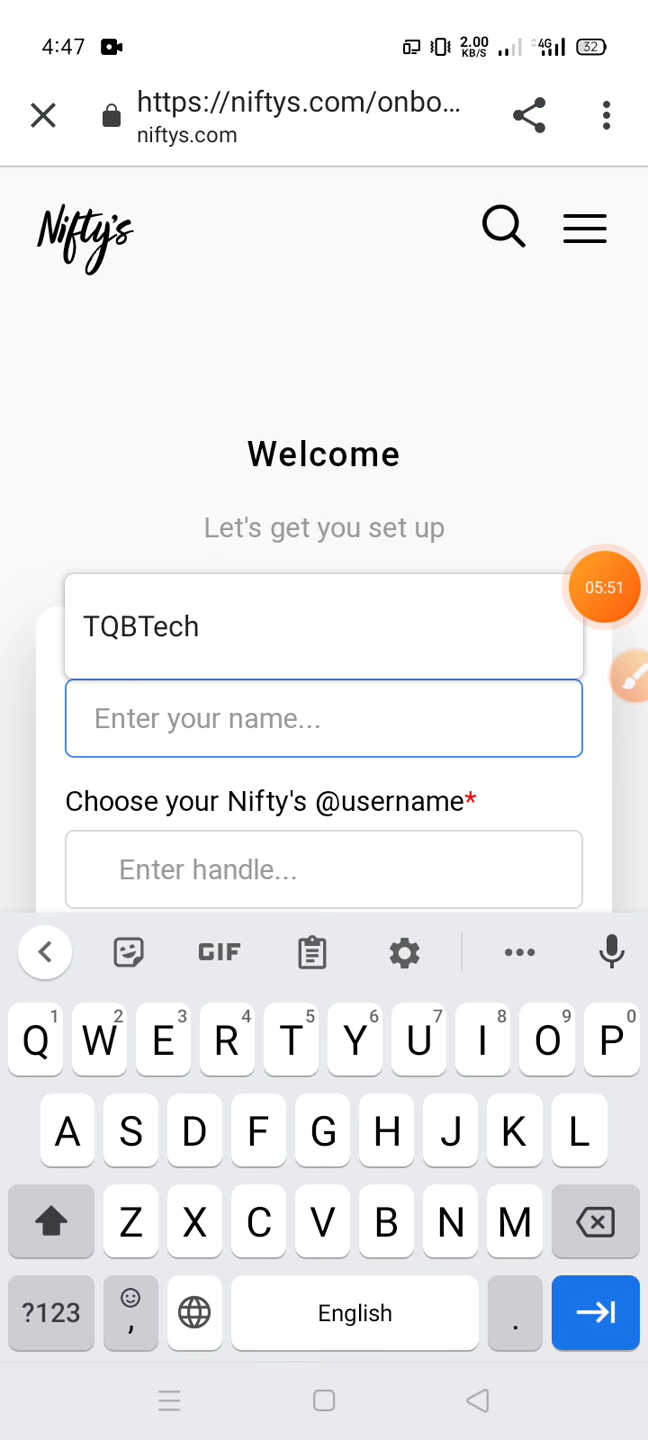 4:47 2.00 KB/S 4G 32
https://niftys.com/onbo...
niftys.com
Nifty's
Welcome
Let's get you set up
05:51
TQBTech
Enter your name...
Choose your Nifty's @username*
Enter handle...
GIF
1 2 3 4 5 6 7 8 9 0
Q W E R T Y U I O P
A S D F G H J K L
Z X C V B N M
?123 , English .